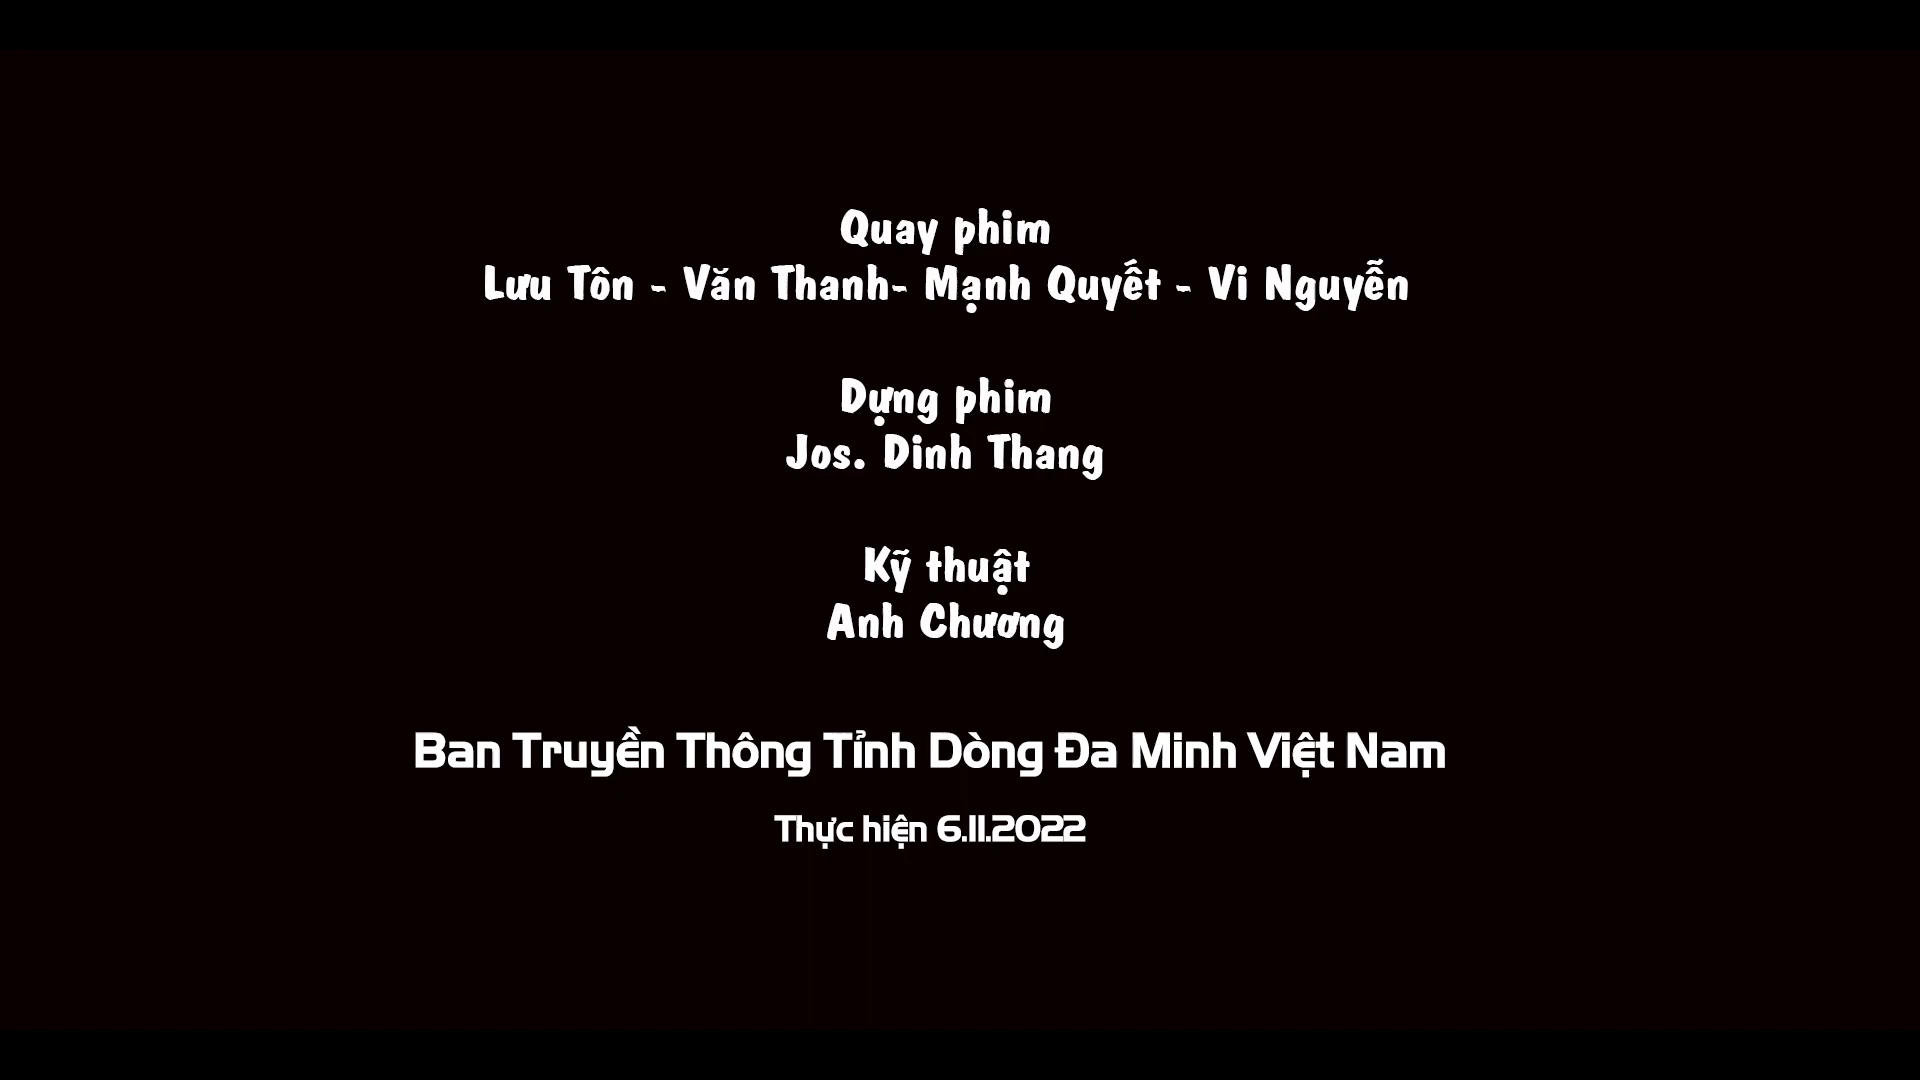 Quay phim
Lưu Tôn - Văn Thanh- Mạnh Quyết - Vi Nguyễn
Dựng phim
Jos. Dinh Thang
Kỹ thuật
Anh Chương
Ban Truyền Thông Tỉnh Dòng Đa Minh Việt Nam
Thực hiện 6.11.2022